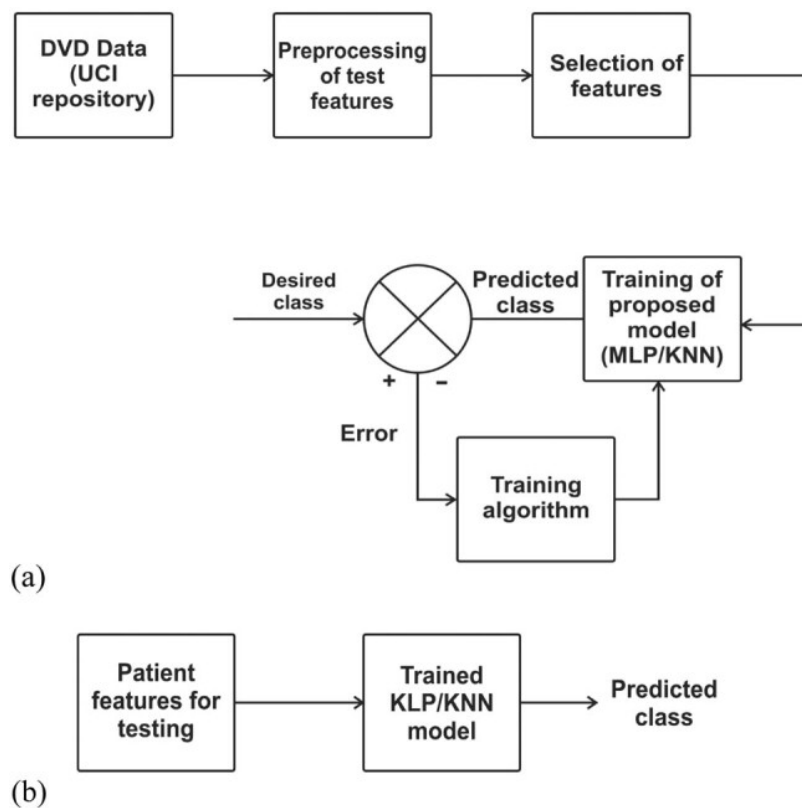 DVD Data
(UCI
repository)
Preprocessing
of test
features
Selection of
features
Desired
class
Predicted
class
Training of
proposed
model
(MLP/KNN)
+ −
Error
Training
algorithm
(a)
Patient
features for
testing
Trained
KLP/KNN
model
Predicted
class
(b)